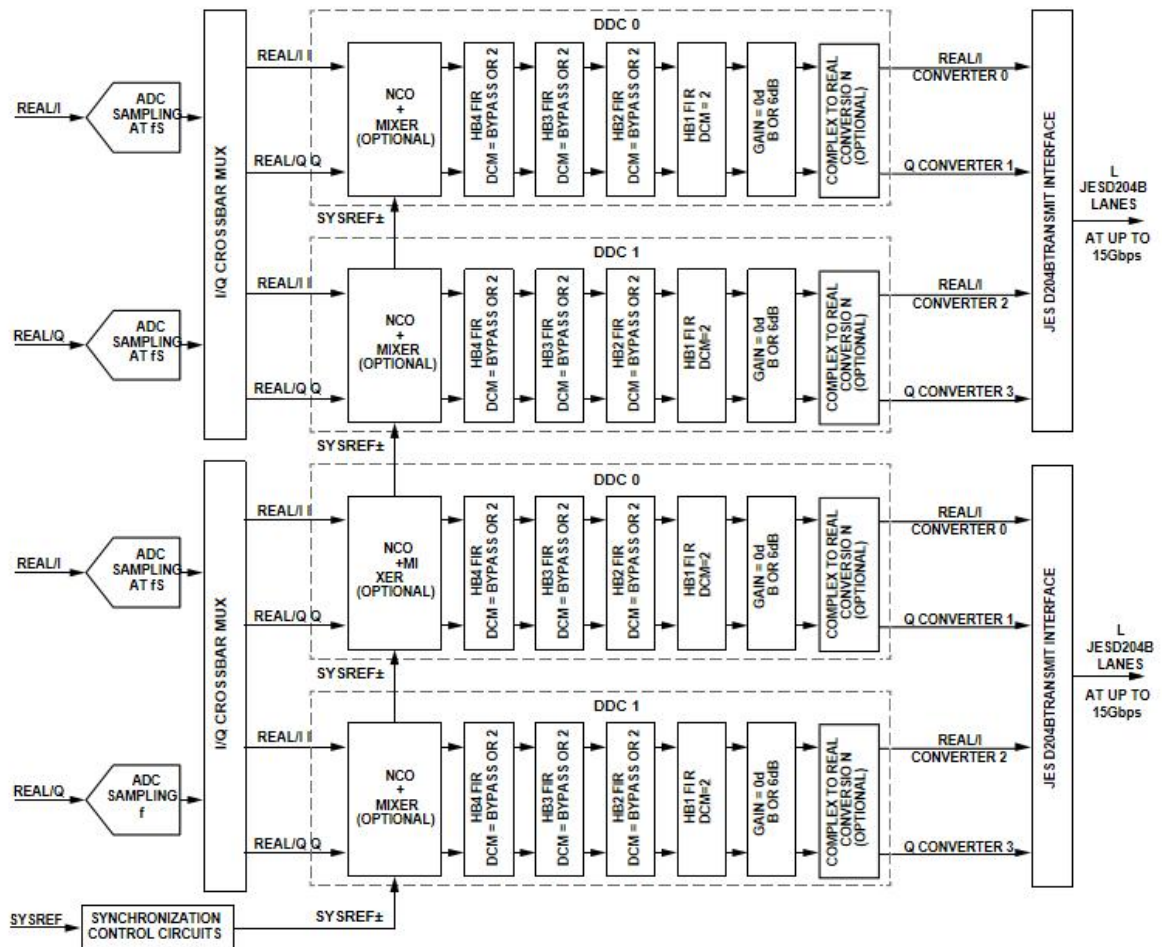 DDC 0
REAL/I
ADC
SAMPLING
AT fS
I/Q CROSSBAR MUX
REAL/I I
REAL/Q Q
NCO
+
MIXER
(OPTIONAL)
HB4 FIR
DCM = BYPASS OR 2
HB3 FIR
DCM = BYPASS OR 2
HB2 FIR
DCM = BYPASS OR 2
HB1 FIR
DCM = 2
GAIN = 0d
B OR 6dB
COMPLEX TO REAL
CONVERSIO N
(OPTIONAL)
REAL/I
CONVERTER 0
Q CONVERTER 1
SYSREF±
JES D204BTRANSMIT INTERFACE
L
JESD204B
LANES
AT UP TO
15Gbps
DDC 1
REAL/Q
ADC
SAMPLING
AT fS
REAL/I I
REAL/Q Q
NCO
+
MIXER
(OPTIONAL)
HB4 FIR
DCM = BYPASS OR 2
HB3 FIR
DCM = BYPASS OR 2
HB2 FIR
DCM = BYPASS OR 2
HB1 FI R
DCM=2
GAIN = 0d
B OR 6dB
COMPLEX TO REAL
CONVERSIO N
(OPTIONAL)
REAL/I
CONVERTER 2
Q CONVERTER 3
SYSREF±
DDC 0
REAL/I
ADC
SAMPLING
AT fS
I/Q CROSSBAR MUX
REAL/I I
REAL/Q Q
NCO
+MI
XER
(OPTIONAL)
HB4 FIR
DCM = BYPASS OR 2
HB3 FIR
DCM = BYPASS OR 2
HB2 FIR
DCM = BYPASS OR 2
HB1 FI R
DCM=2
GAIN = 0d
B OR 6dB
COMPLEX TO REAL
CONVERSIO N
(OPTIONAL)
REAL/I
CONVERTER 0
Q CONVERTER 1
SYSREF±
JES D204BTRANSMIT INTERFACE
L
JESD204B
LANES
AT UP TO
15Gbps
DDC 1
REAL/Q
ADC
SAMPLING
f
REAL/I I
REAL/Q Q
NCO
+
MIXER
(OPTIONAL)
HB4 FIR
DCM = BYPASS OR 2
HB3 FIR
DCM = BYPASS OR 2
HB2 FIR
DCM = BYPASS OR 2
HB1 FI R
DCM=2
GAIN = 0d
B OR 6dB
COMPLEX TO REAL
CONVERSIO N
(OPTIONAL)
REAL/I
CONVERTER 2
Q CONVERTER 3
SYSREF
SYNCHRONIZATION
CONTROL CIRCUITS
SYSREF±